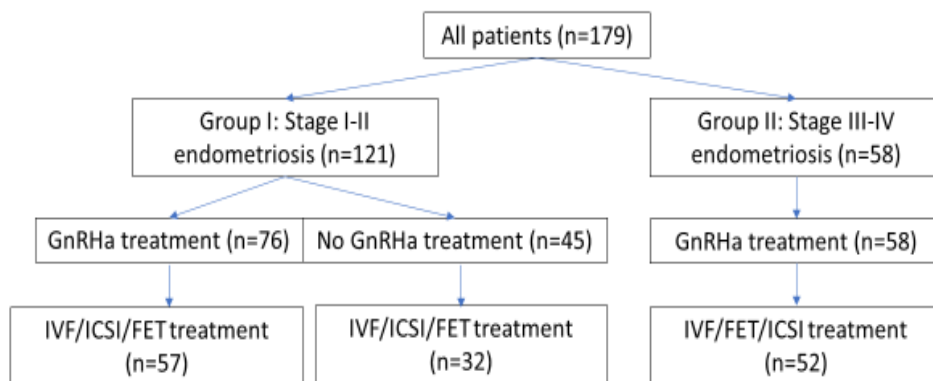 All patients (n=179)
Group I: Stage I-II
endometriosis (n=121)
Group II: Stage III-IV
endometriosis (n=58)
GnRHa treatment (n=76)
No GnRHa treatment (n=45)
GnRHa treatment (n=58)
IVF/ICSI/FET treatment
(n=57)
IVF/ICSI/FET treatment
(n=32)
IVF/FET/ICSI treatment
(n=52)